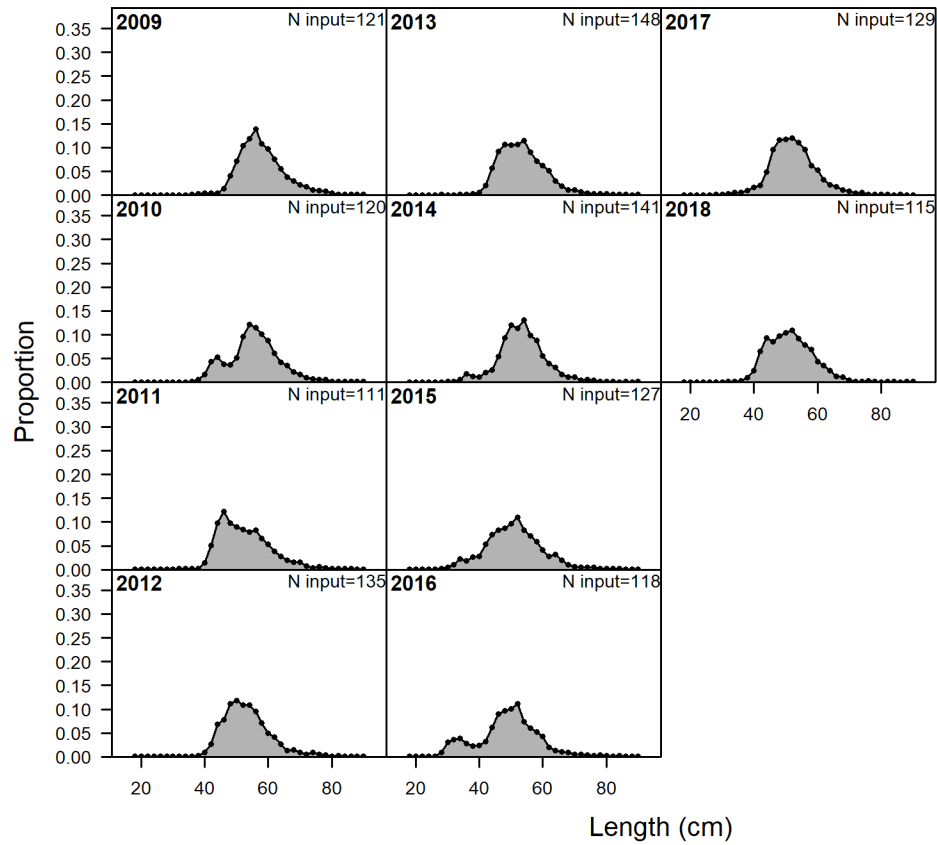 2009 N input=121
2013 N input=148
2017 N input=129
0.35
0.30
0.25
0.20
0.15
0.10
0.05
0.00
2010 N input=120
2014 N input=141
2018 N input=115
0.35
0.30
0.25
0.20
0.15
0.10
0.05
0.00
20 40 60 80
2011 N input=111
2015 N input=127
0.35
0.30
0.25
0.20
0.15
0.10
0.05
0.00
2012 N input=135
2016 N input=118
0.35
0.30
0.25
0.20
0.15
0.10
0.05
0.00
20 40 60 80
20 40 60 80
Proportion
Length (cm)